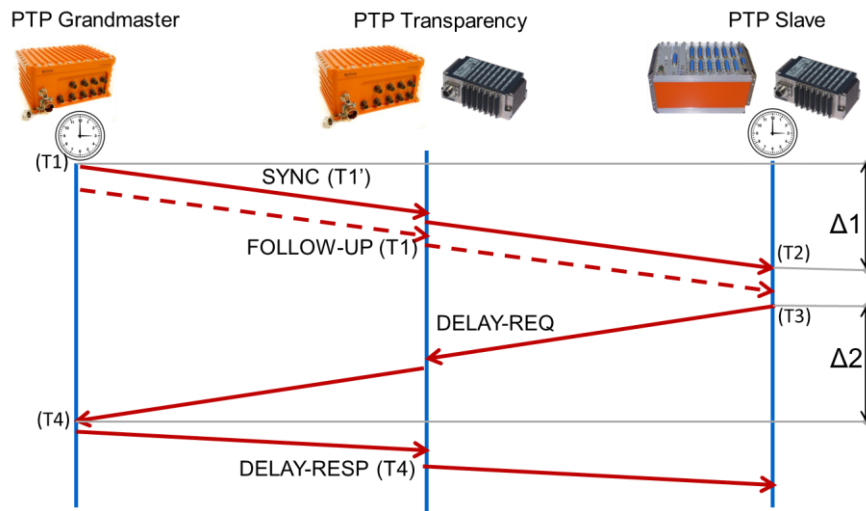 PTP Grandmaster
PTP Transparency
PTP Slave
(T1)
SYNC (T1')
FOLLOW-UP (T1)
(T2)
Δ1
DELAY-REQ
(T3)
Δ2
(T4)
DELAY-RESP (T4)